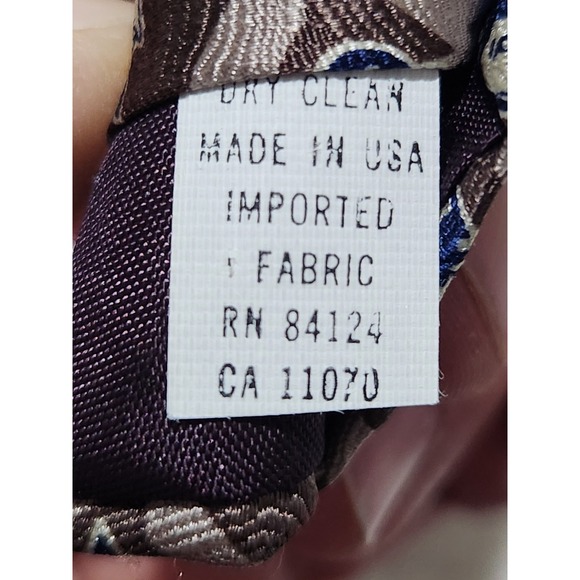 DRY CLEAN
MADE IN USA
IMPORTED
FABRIC
RN 84124
CA 11070